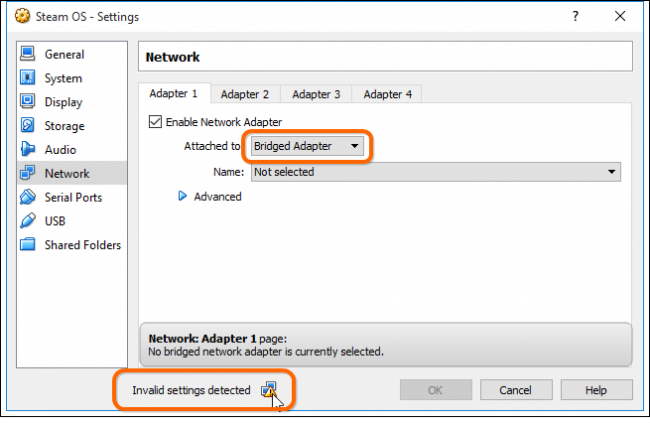 Steam OS - Settings
?
General
System
Display
Storage
Audio
Network
Serial Ports
USB
Shared Folders
Network
Adapter 1 Adapter 2 Adapter 3 Adapter 4
Enable Network Adapter
Attached to Bridged Adapter
Name: Not selected
Advanced
Network: Adapter 1 page:
No bridged network adapter is currently selected.
Invalid settings detected
OK Cancel Help